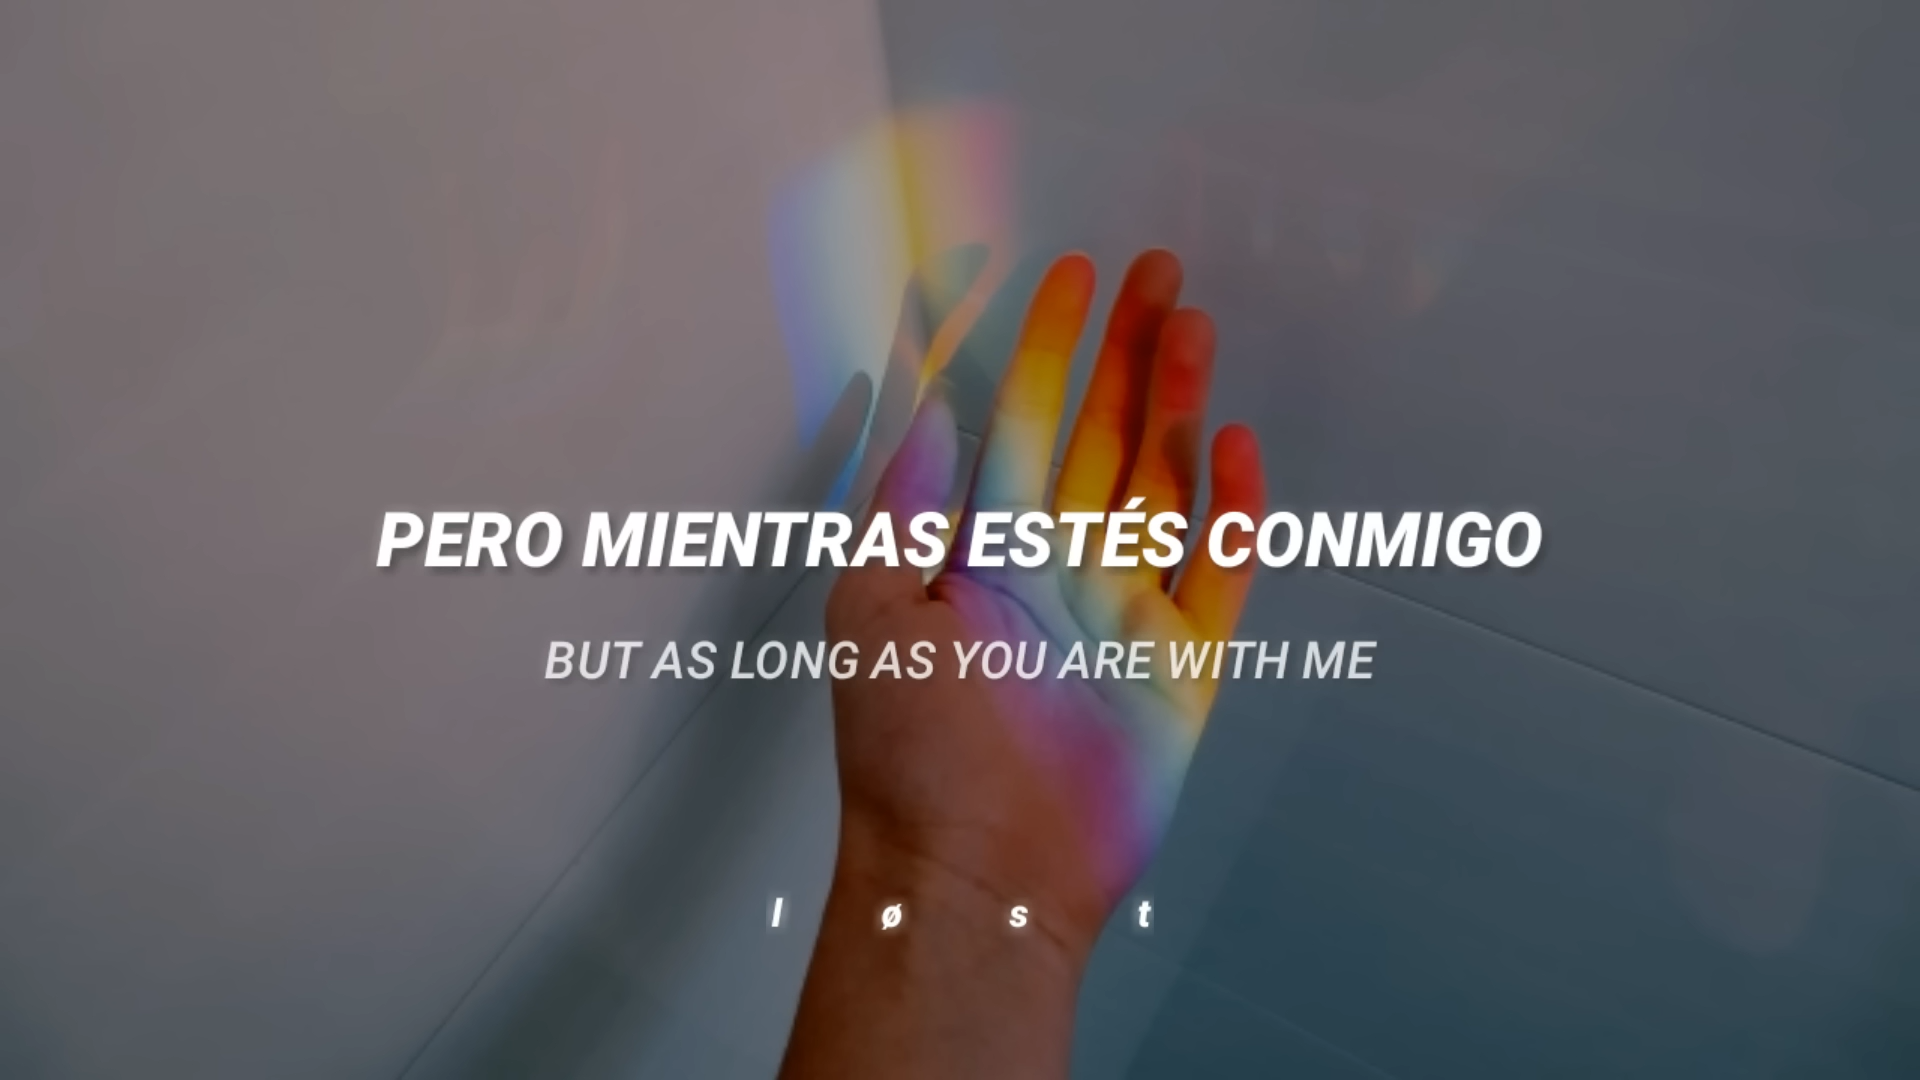 PERO MIENTRAS ESTÉS CONMIGO
BUT AS LONG AS YOU ARE WITH ME
l ø s t